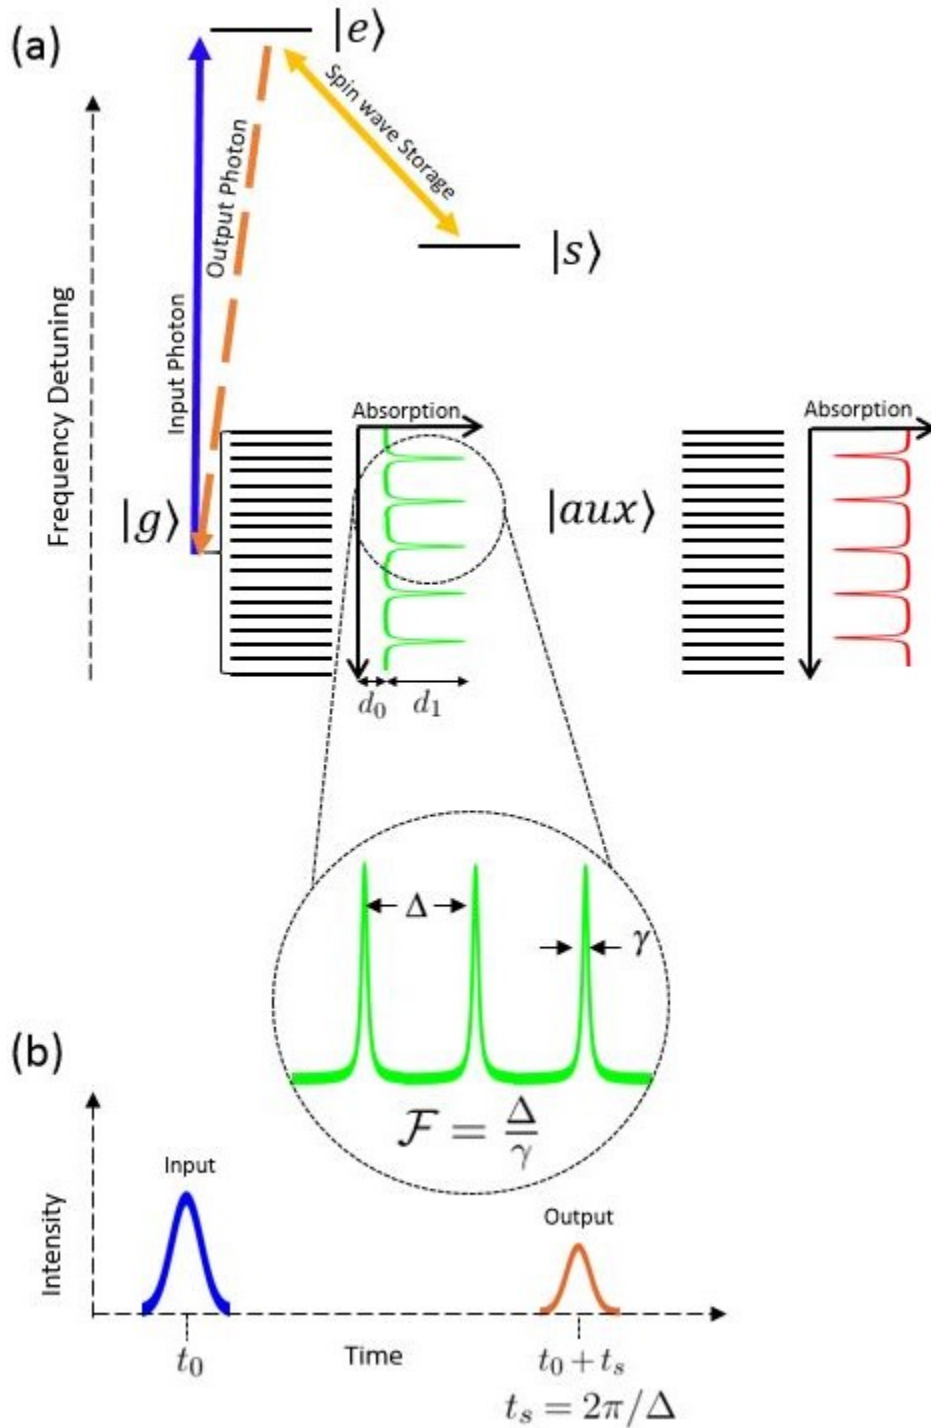 (a)
|e⟩
Spin wave Storage
Output Photon
Input Photon
|s⟩
Frequency Detuning
Absorption
Absorption
|g⟩
|aux⟩
d₀ d₁
Δ
γ
ℱ = Δ/γ
(b)
Input
Output
Intensity
t₀
Time
t₀ + tₛ
tₛ = 2π/Δ